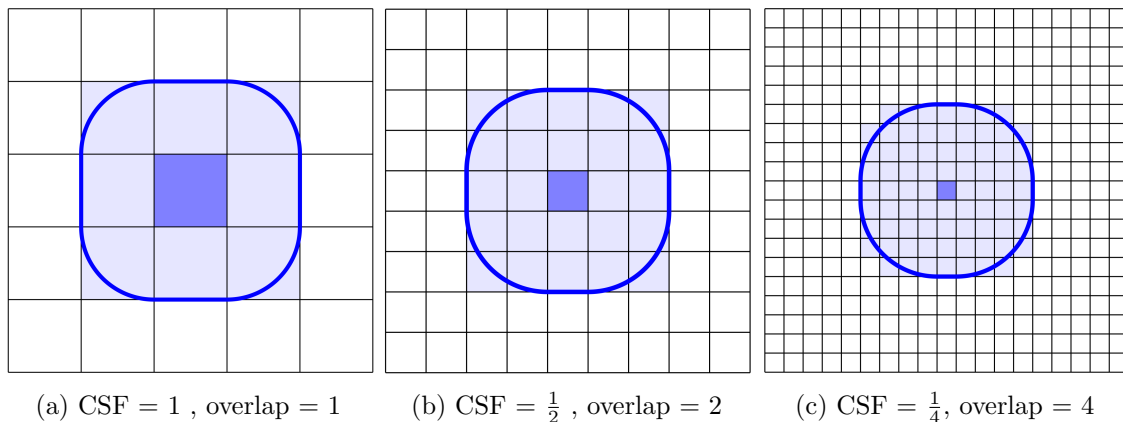 (a) CSF = 1 , overlap = 1
(b) CSF = 1/2 , overlap = 2
(c) CSF = 1/4, overlap = 4